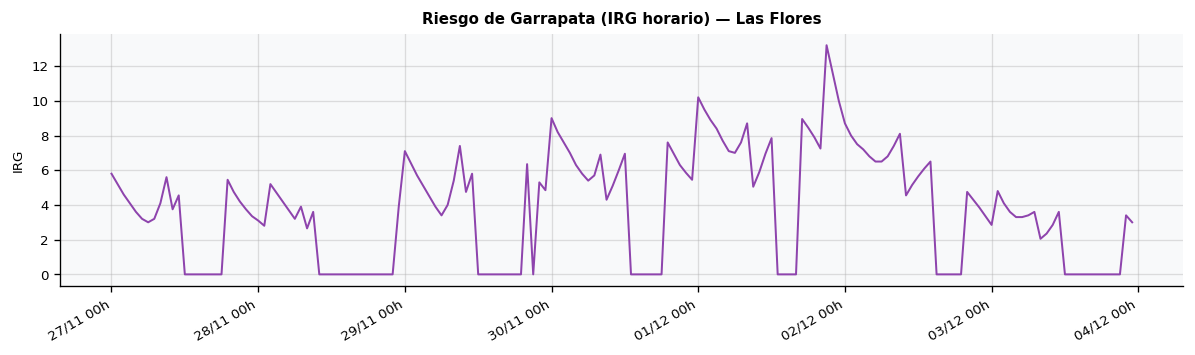 Riesgo de Garrapata (IRG horario) — Las Flores
IRG
12
10
8
6
4
2
0
27/11 00h
28/11 00h
29/11 00h
30/11 00h
01/12 00h
02/12 00h
03/12 00h
04/12 00h